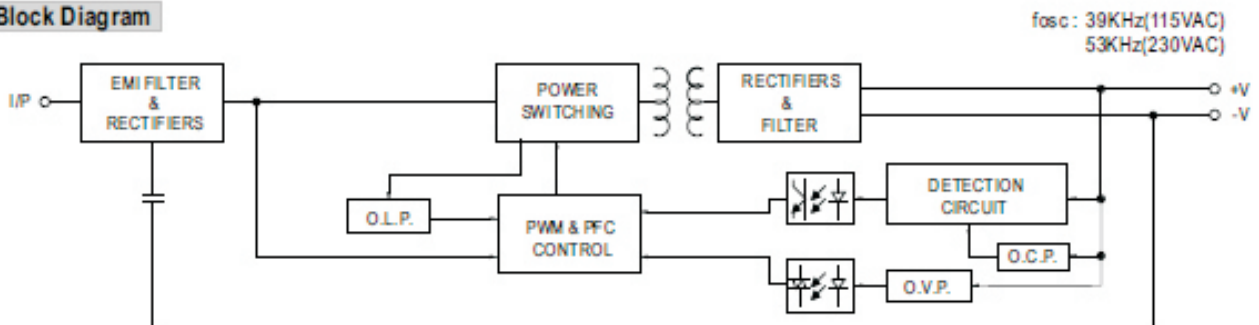 Block Diagram
fosc : 39KHz(115VAC)
53KHz(230VAC)
I/P
EMI FILTER
&
RECTIFIERS
POWER
SWITCHING
RECTIFIERS
&
FILTER
+V
-V
O.L.P.
PWM & PFC
CONTROL
DETECTION
CIRCUIT
O.C.P.
O.V.P.